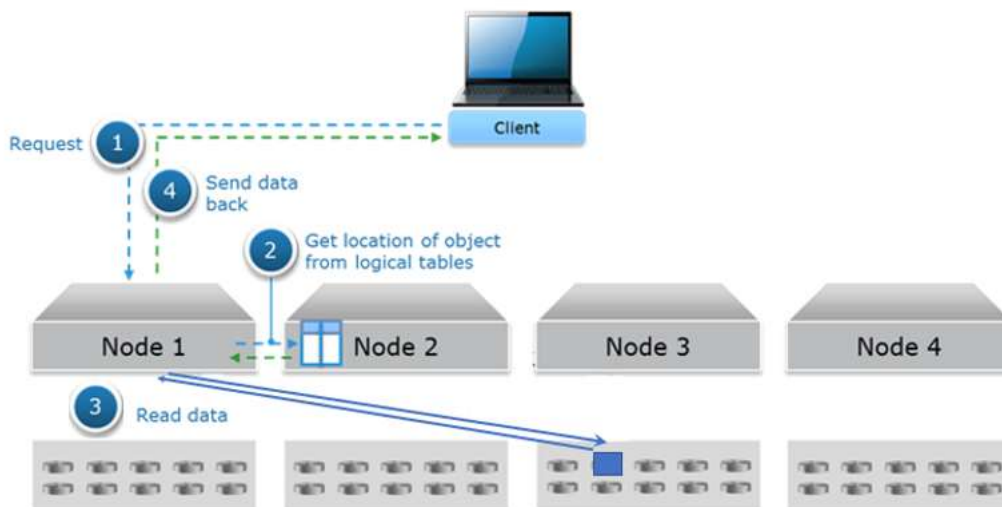 Client
Request
1
4
Send data
back
2
Get location of object
from logical tables
Node 1
Node 2
Node 3
Node 4
3
Read data